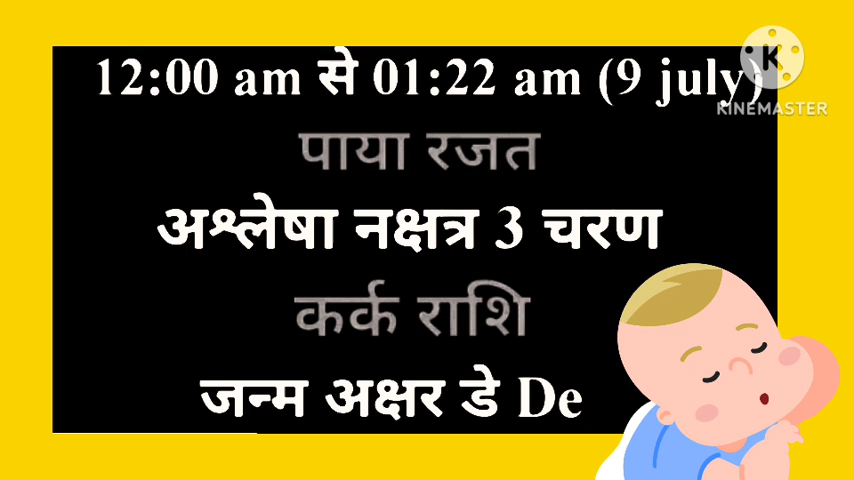 12:00 am से 01:22 am (9 july)
KINEMASTER
पाया रजत
अश्लेषा नक्षत्र 3 चरण
कर्क राशि
जन्म अक्षर डे De